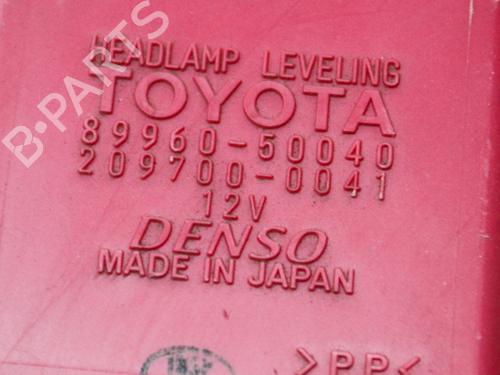 HEADLAMP LEVELING
TOYOTA
89960-50040
209700-0041
12V
DENSO
MADE IN JAPAN
>PP<
B·PARTS